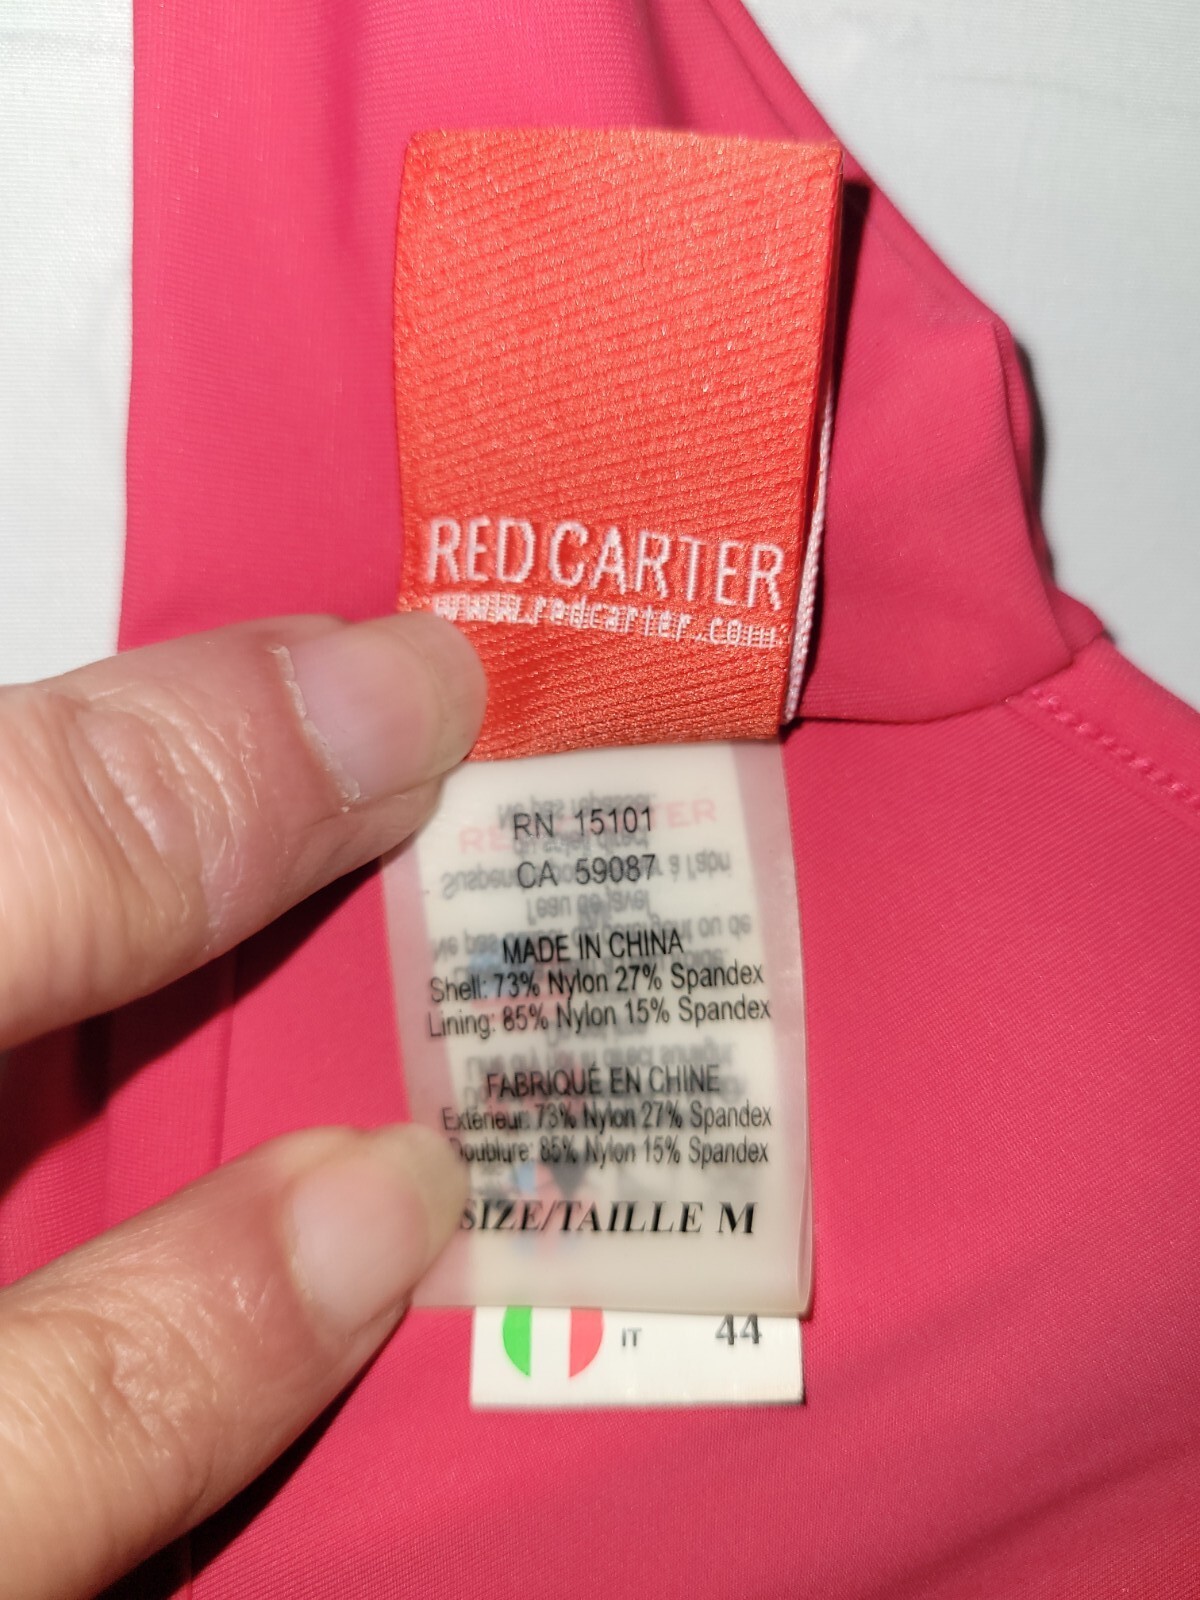 RED CARTER
www.redcarter.com
RN 15101
CA 59087
MADE IN CHINA
Shell: 73% Nylon 27% Spandex
Lining: 85% Nylon 15% Spandex
FABRIQUÉ EN CHINE
Extérieur: 73% Nylon 27% Spandex
Doublure: 85% Nylon 15% Spandex
SIZE/TAILLE M
IT 44